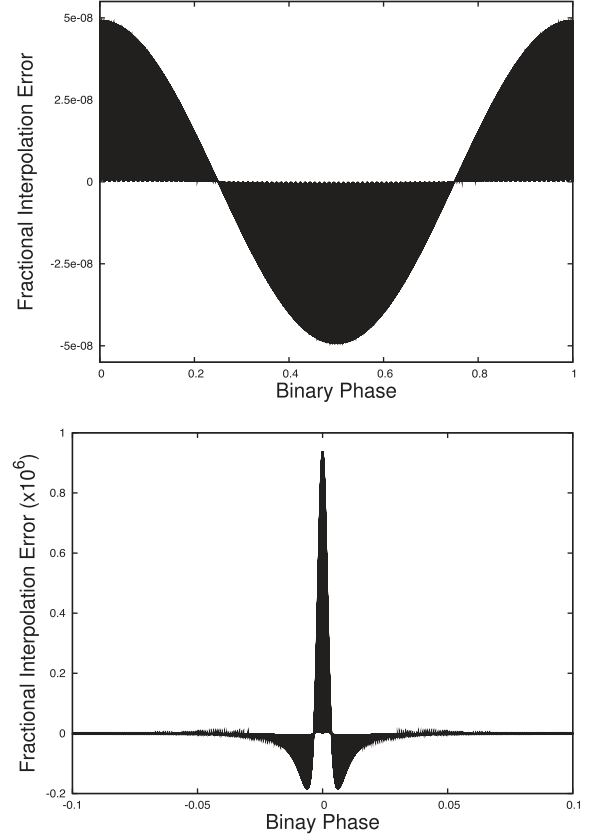 5e-08
2.5e-08
0
-2.5e-08
-5e-08
Fractional Interpolation Error
0 0.2 0.4 0.6 0.8 1
Binary Phase
1
0.8
0.6
0.4
0.2
0
-0.2
Fractional Interpolation Error (x10⁶)
-0.1 -0.05 0 0.05 0.1
Binay Phase